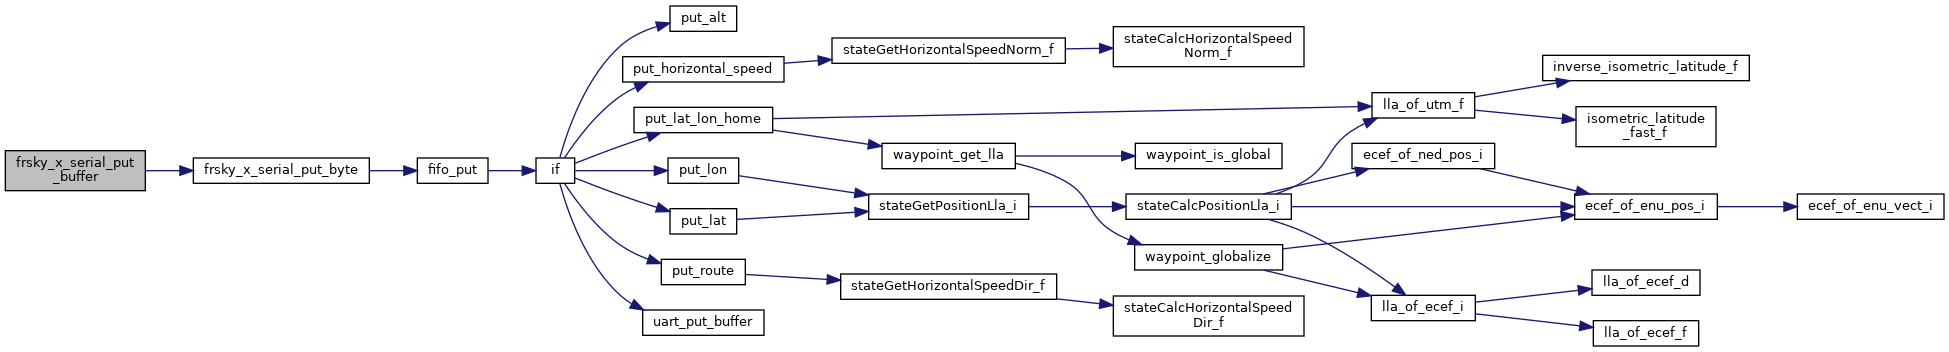 frsky_x_serial_put
_buffer
frsky_x_serial_put_byte
fifo_put
if
put_alt
put_horizontal_speed
put_lat_lon_home
put_lon
put_lat
put_route
uart_put_buffer
stateGetHorizontalSpeedNorm_f
waypoint_get_lla
stateGetPositionLla_i
stateGetHorizontalSpeedDir_f
stateCalcHorizontalSpeed
Norm_f
waypoint_is_global
stateCalcPositionLla_i
waypoint_globalize
stateCalcHorizontalSpeed
Dir_f
lla_of_utm_f
ecef_of_ned_pos_i
lla_of_ecef_i
inverse_isometric_latitude_f
isometric_latitude
_fast_f
ecef_of_enu_pos_i
lla_of_ecef_d
lla_of_ecef_f
ecef_of_enu_vect_i